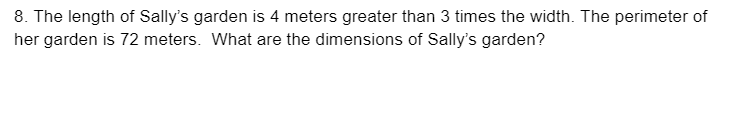 8. The length of Sally's garden is 4 meters greater than 3 times the width. The perimeter of
her garden is 72 meters.  What are the dimensions of Sally's garden?